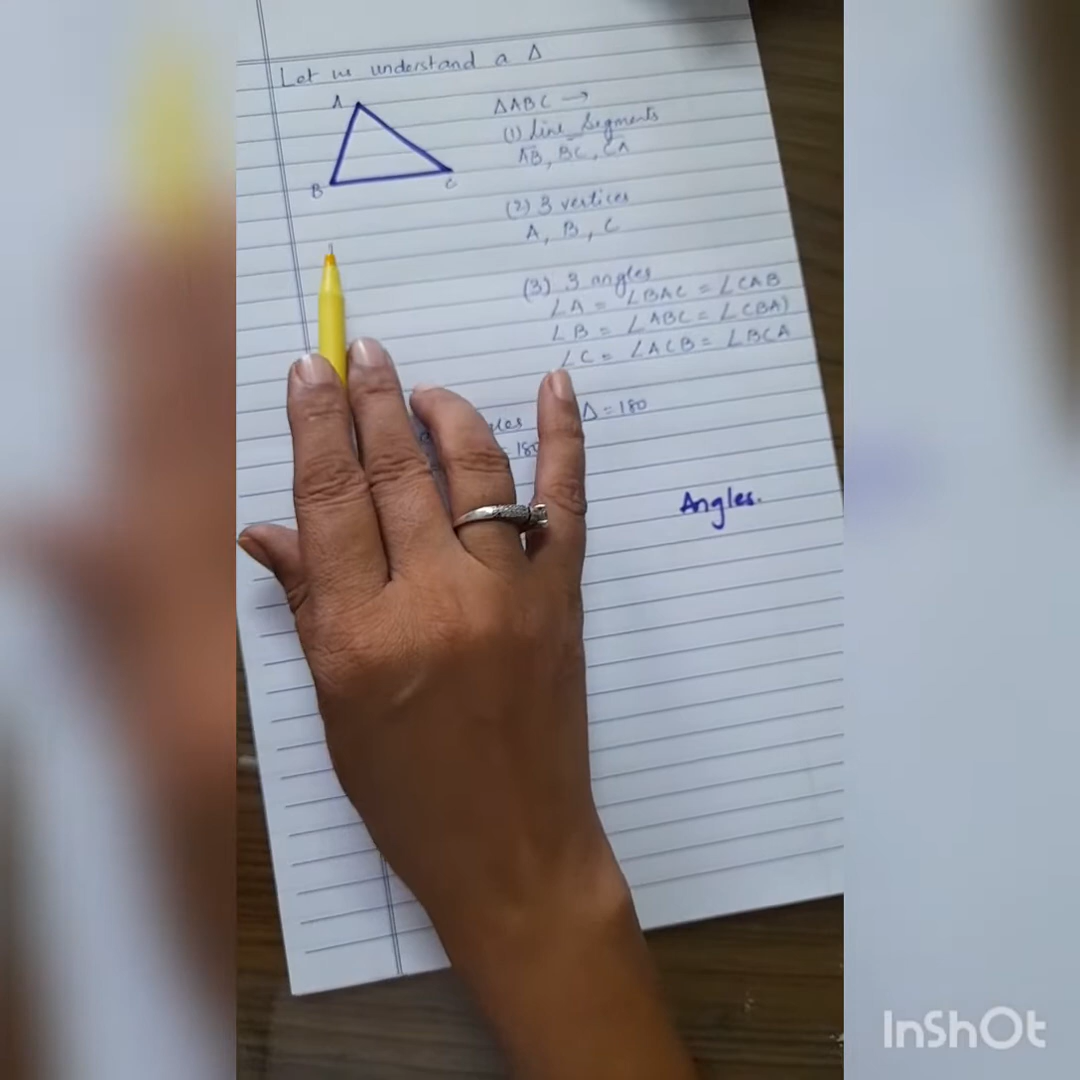 Let us understand a Δ
A
B
C
ΔABC →
(1) Line Segments
AB, BC, CA
(2) 3 vertices
A, B, C
(3) 3 angles
∠A = ∠BAC = ∠CAB
∠B = ∠ABC = ∠CBA
∠C = ∠ACB = ∠BCA
Δ = 180
Angles.
InShOt